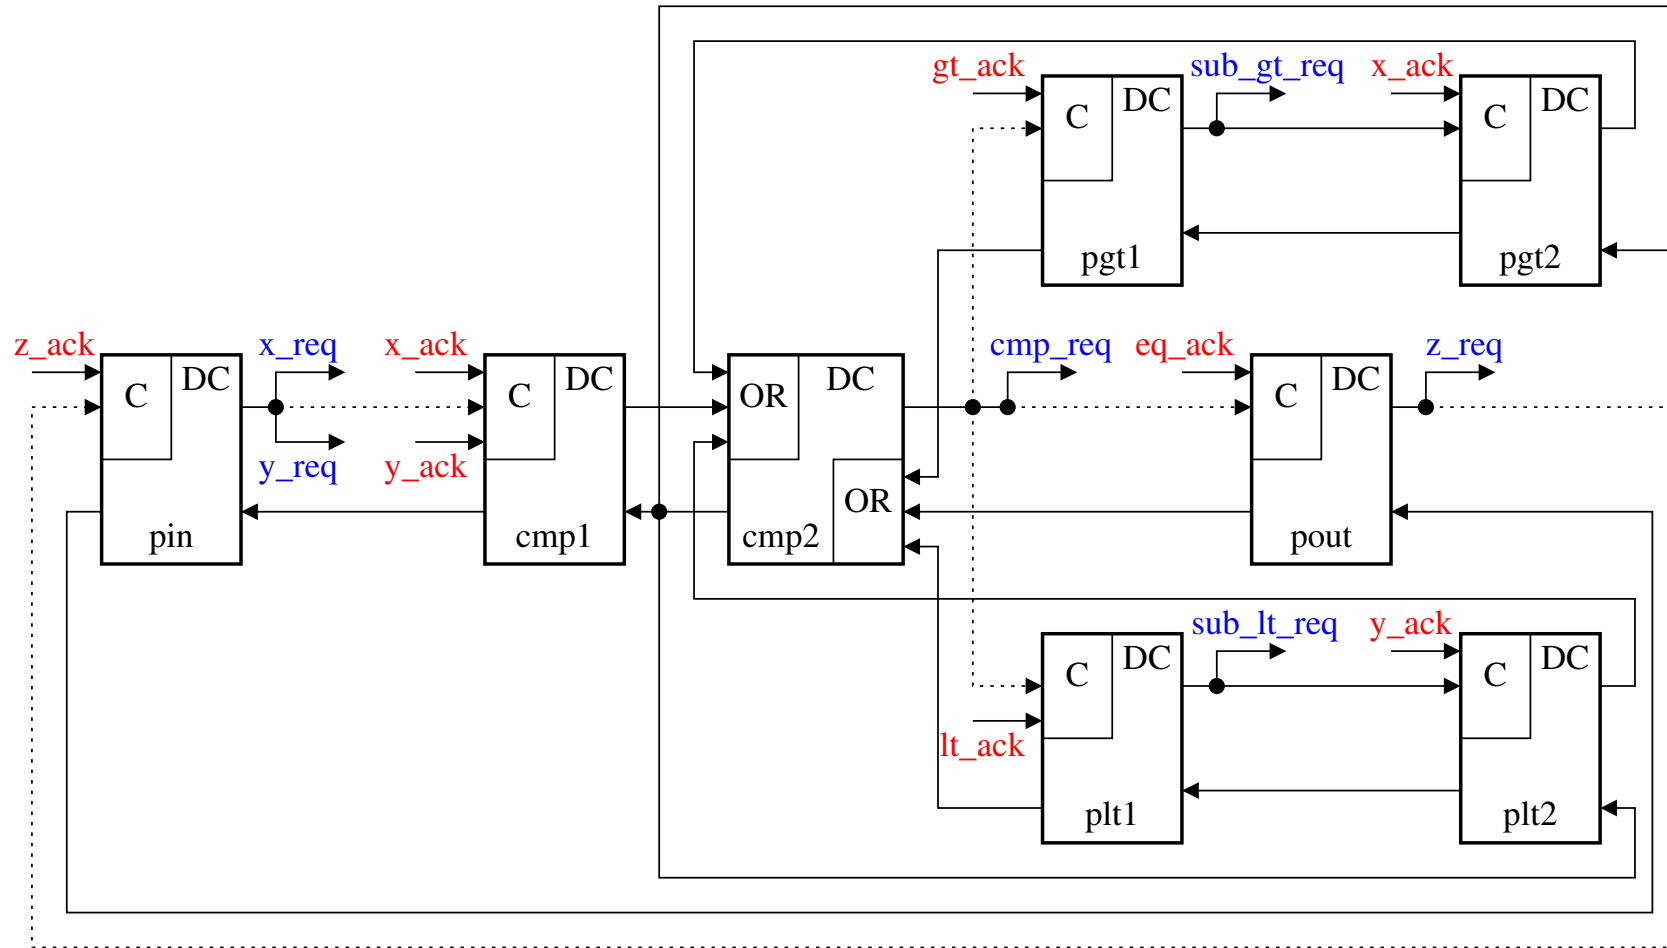 gt_ack sub_gt_req x_ack
C DC C DC
pgt1 pgt2
z_ack x_req x_ack cmp_req eq_ack z_req
C DC C DC OR DC C DC
y_req y_ack OR
pin cmp1 cmp2 pout
sub_lt_req y_ack
C DC C DC
lt_ack
plt1 plt2